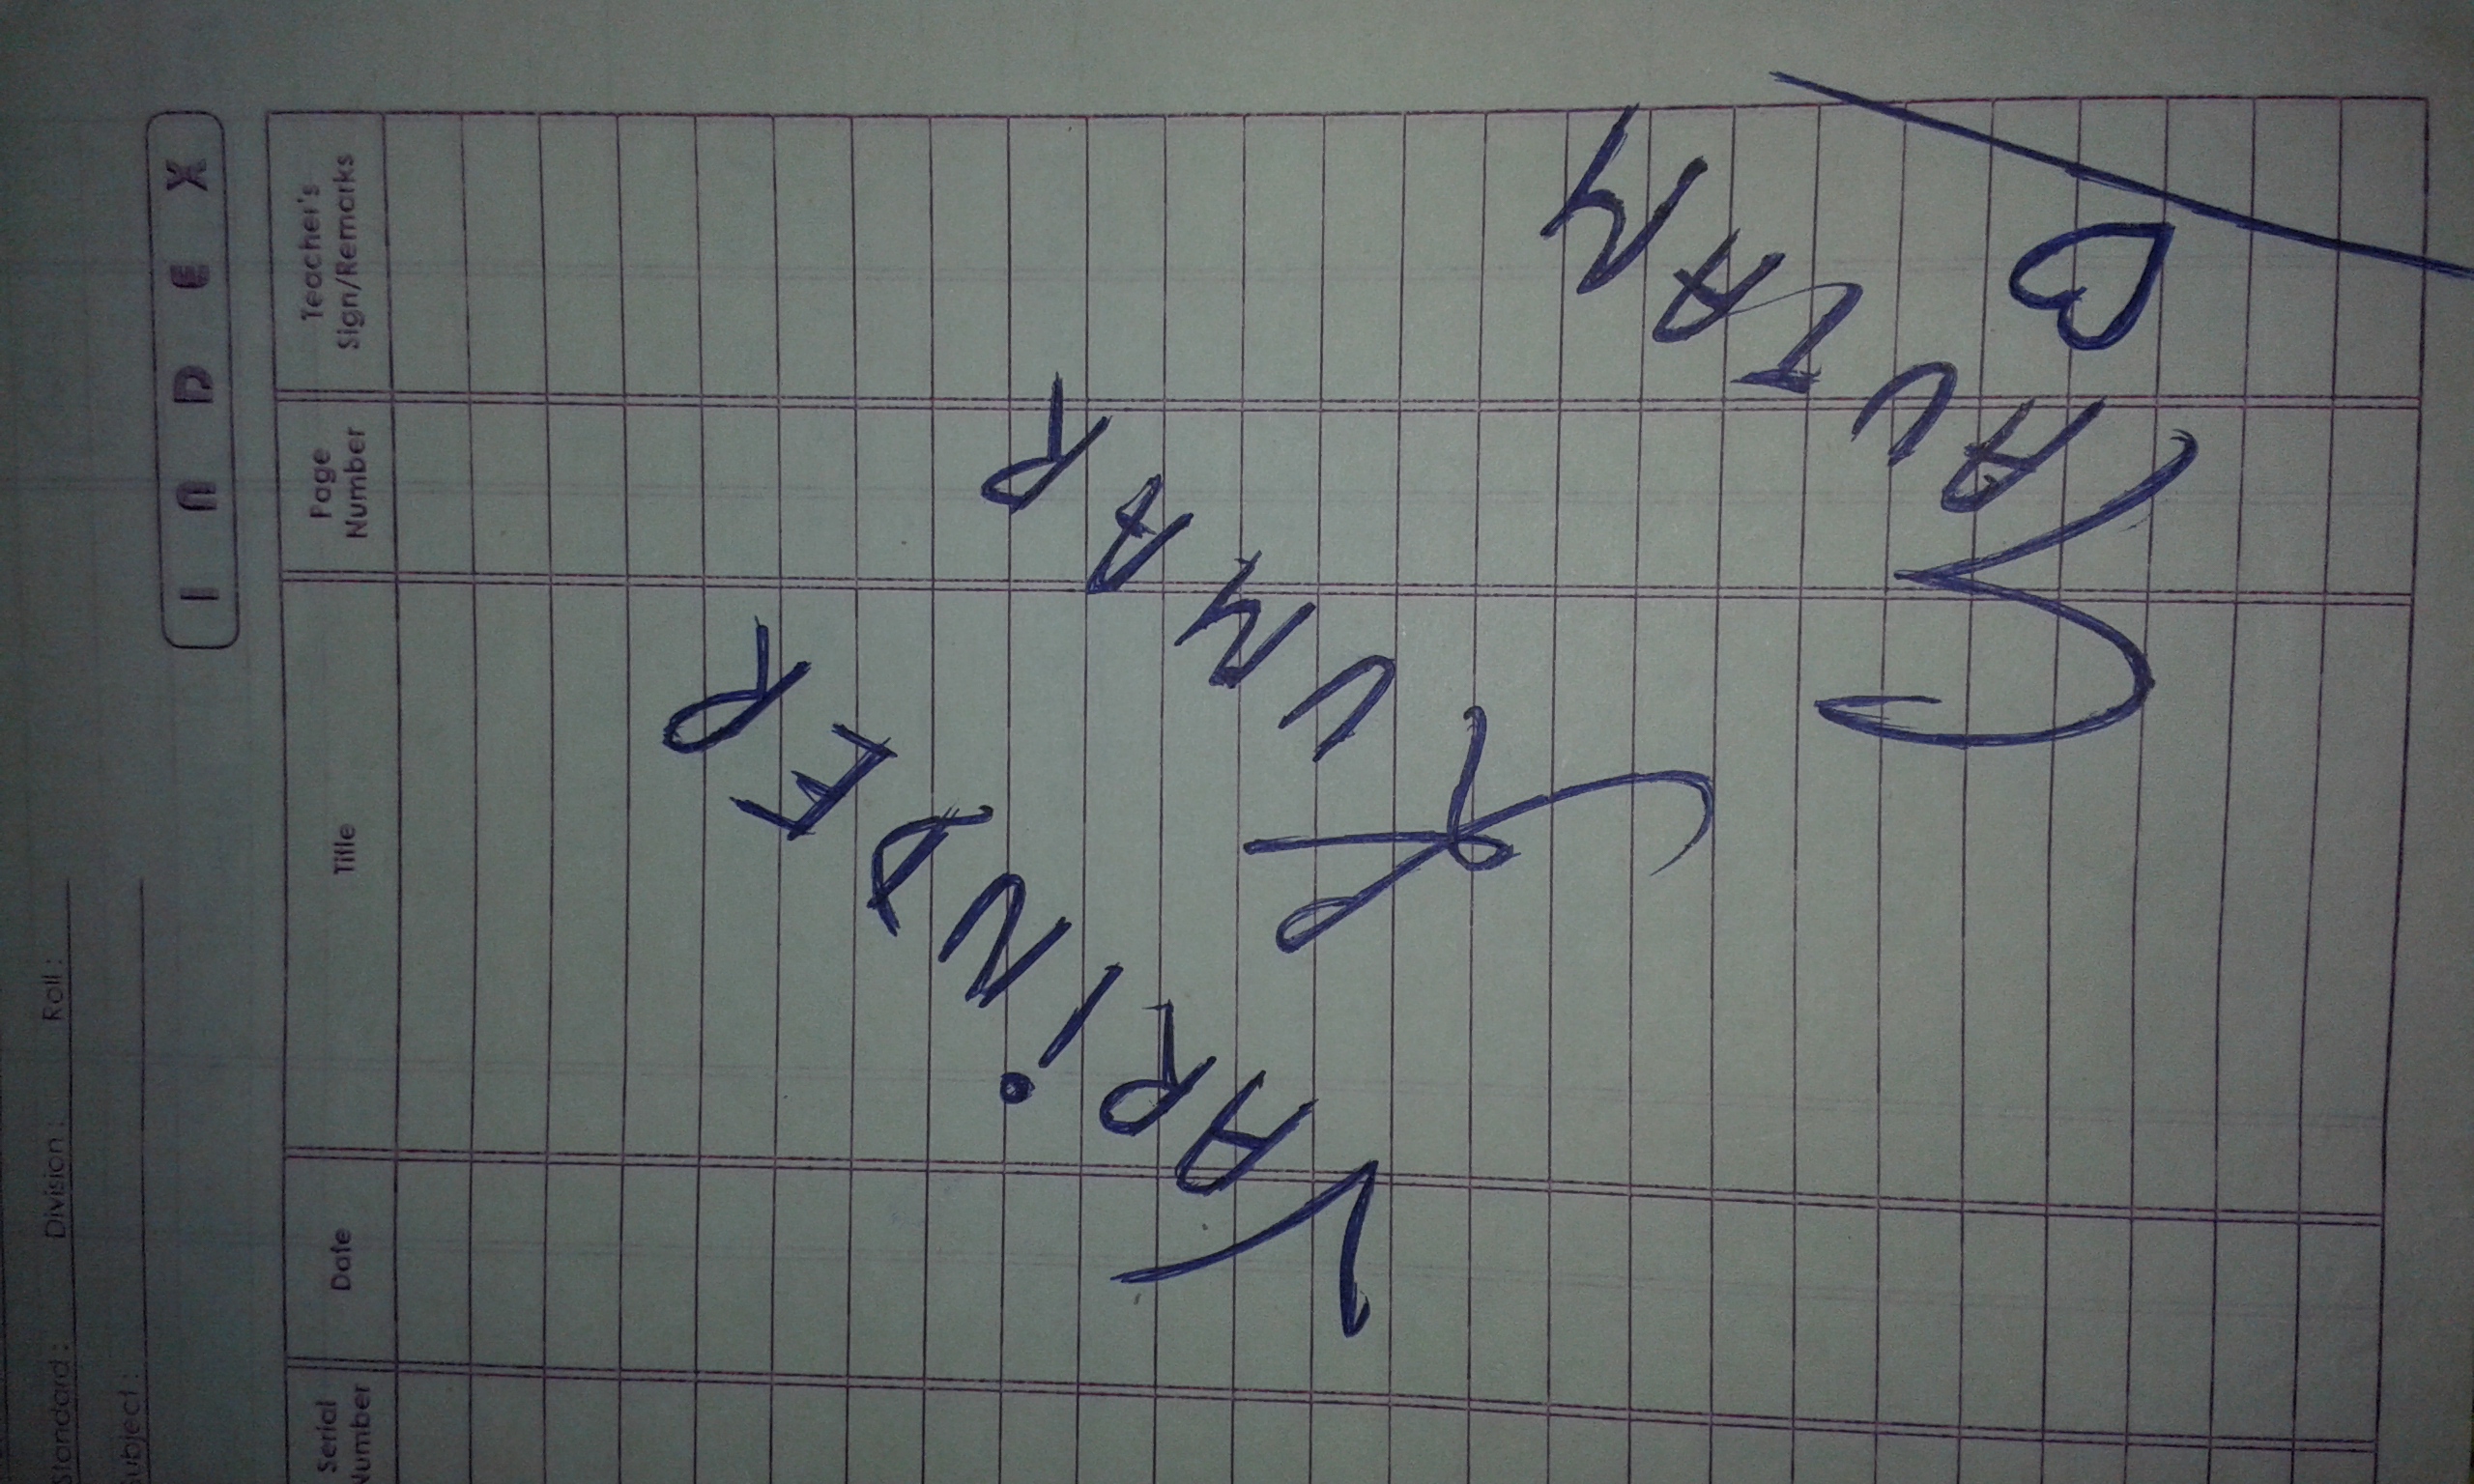 Standard : Division : Roll :
Subject :
INDEX
Serial Number Date Title Page Number Teacher's Sign/Remarks
VARiNDER
KUMAR
GAUTAM